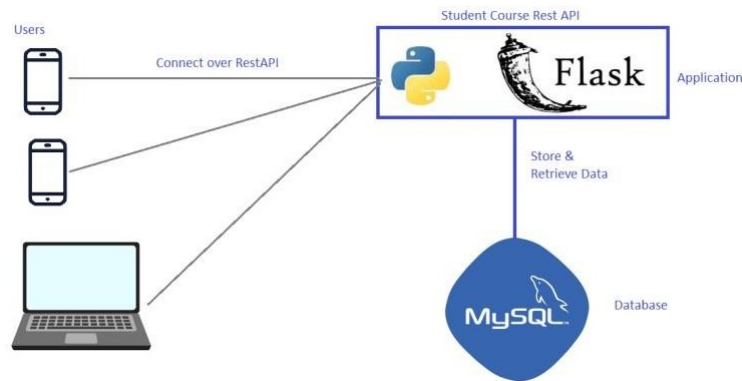 Student Course Rest API
Users
Connect over RestAPI
Flask
Application
Store &
Retrieve Data
MySQL
Database